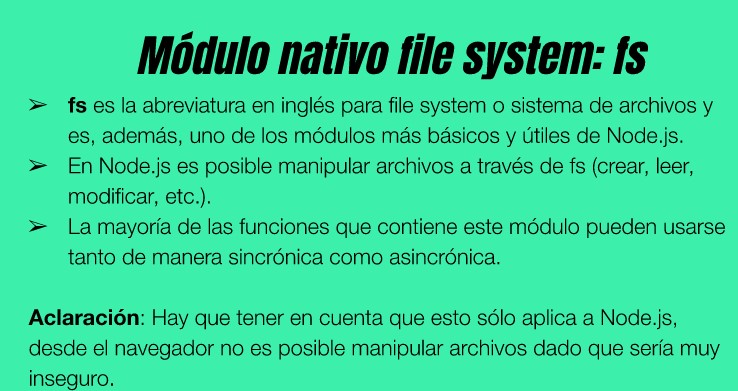 Módulo nativo file system: fs
➢ fs es la abreviatura en inglés para file system o sistema de archivos y
es, además, uno de los módulos más básicos y útiles de Node.js.
➢ En Node.js es posible manipular archivos a través de fs (crear, leer,
modificar, etc.).
➢ La mayoría de las funciones que contiene este módulo pueden usarse
tanto de manera sincrónica como asincrónica.
Aclaración: Hay que tener en cuenta que esto sólo aplica a Node.js,
desde el navegador no es posible manipular archivos dado que sería muy
inseguro.